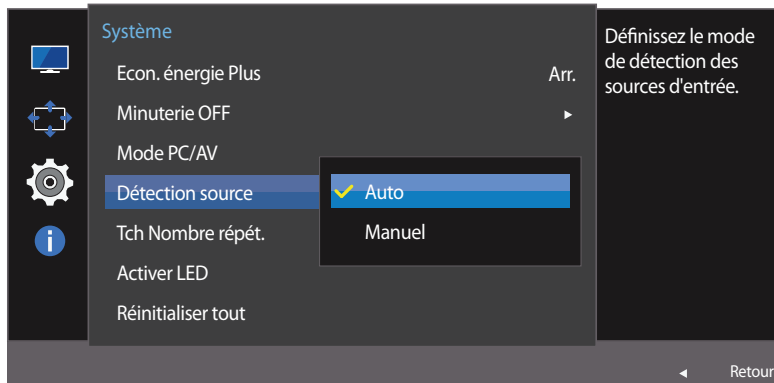 Système
Econ. énergie Plus Arr.
Minuterie OFF
Mode PC/AV
Détection source
Auto
Manuel
Tch Nombre répét.
Activer LED
Réinitialiser tout
Définissez le mode
de détection des
sources d'entrée.
Retour